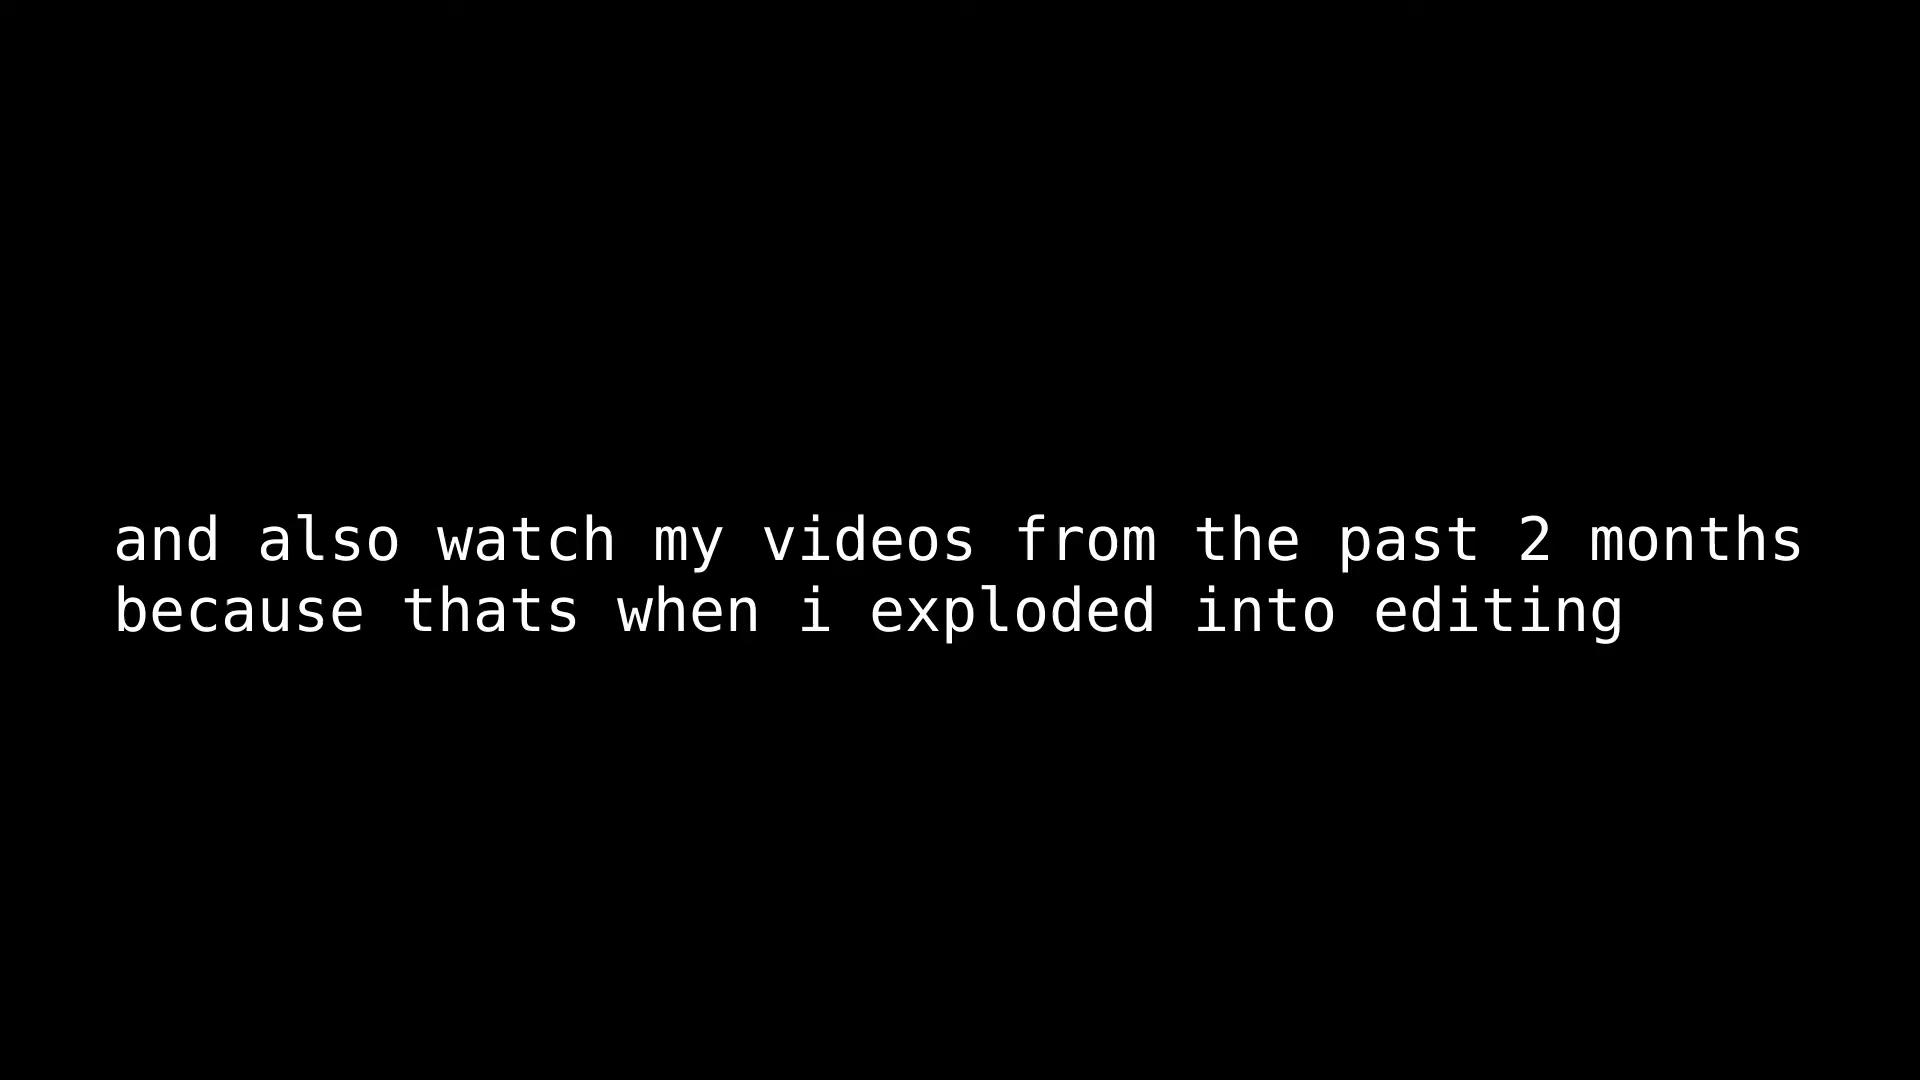 and also watch my videos from the past 2 months
because thats when i exploded into editing